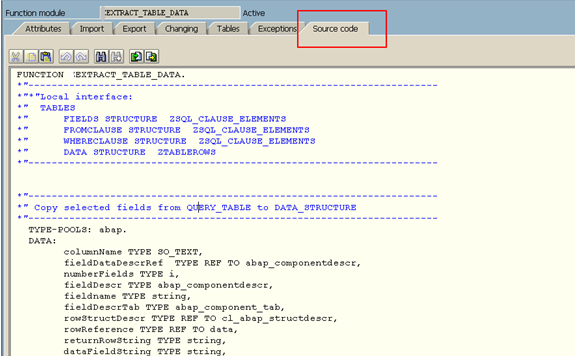 Function module :EXTRACT_TABLE_DATA Active
Attributes Import Export Changing Tables Exceptions Source code
FUNCTION :EXTRACT_TABLE_DATA.
*"----------------------------------------------------------------------
*"*"Local interface:
*" TABLES
*" FIELDS STRUCTURE ZSQL_CLAUSE_ELEMENTS
*" FROMCLAUSE STRUCTURE ZSQL_CLAUSE_ELEMENTS
*" WHERECLAUSE STRUCTURE ZSQL_CLAUSE_ELEMENTS
*" DATA STRUCTURE ZTABLEROWS
*"----------------------------------------------------------------------
*"----------------------------------------------------------------------
*" Copy selected fields from QUERY_TABLE to DATA_STRUCTURE
*"----------------------------------------------------------------------
TYPE-POOLS: abap.
DATA:
columnName TYPE SO_TEXT,
fieldDataDescrRef TYPE REF TO abap_componentdescr,
numberFields TYPE i,
fieldDescr TYPE abap_componentdescr,
fieldname TYPE string,
fieldDescrTab TYPE abap_component_tab,
rowStructDescr TYPE REF TO cl_abap_structdescr,
rowReference TYPE REF TO data,
returnRowString TYPE string,
dataFieldString TYPE string,